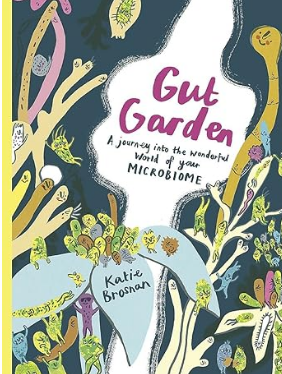 Gut
Garden
A journey into the wonderful
World of your
MICROBIOME
Katie
Brosnan